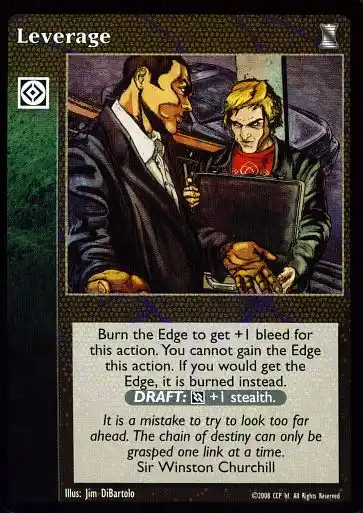 Leverage
Burn the Edge to get +1 bleed for
this action. You cannot gain the Edge
this action. If you would get the
Edge, it is burned instead.
DRAFT: +1 stealth.
It is a mistake to try to look too far
ahead. The chain of destiny can only be
grasped one link at a time.
Sir Winston Churchill
Illus: Jim DiBartolo ©2008 CCP hf. All Rights Reserved